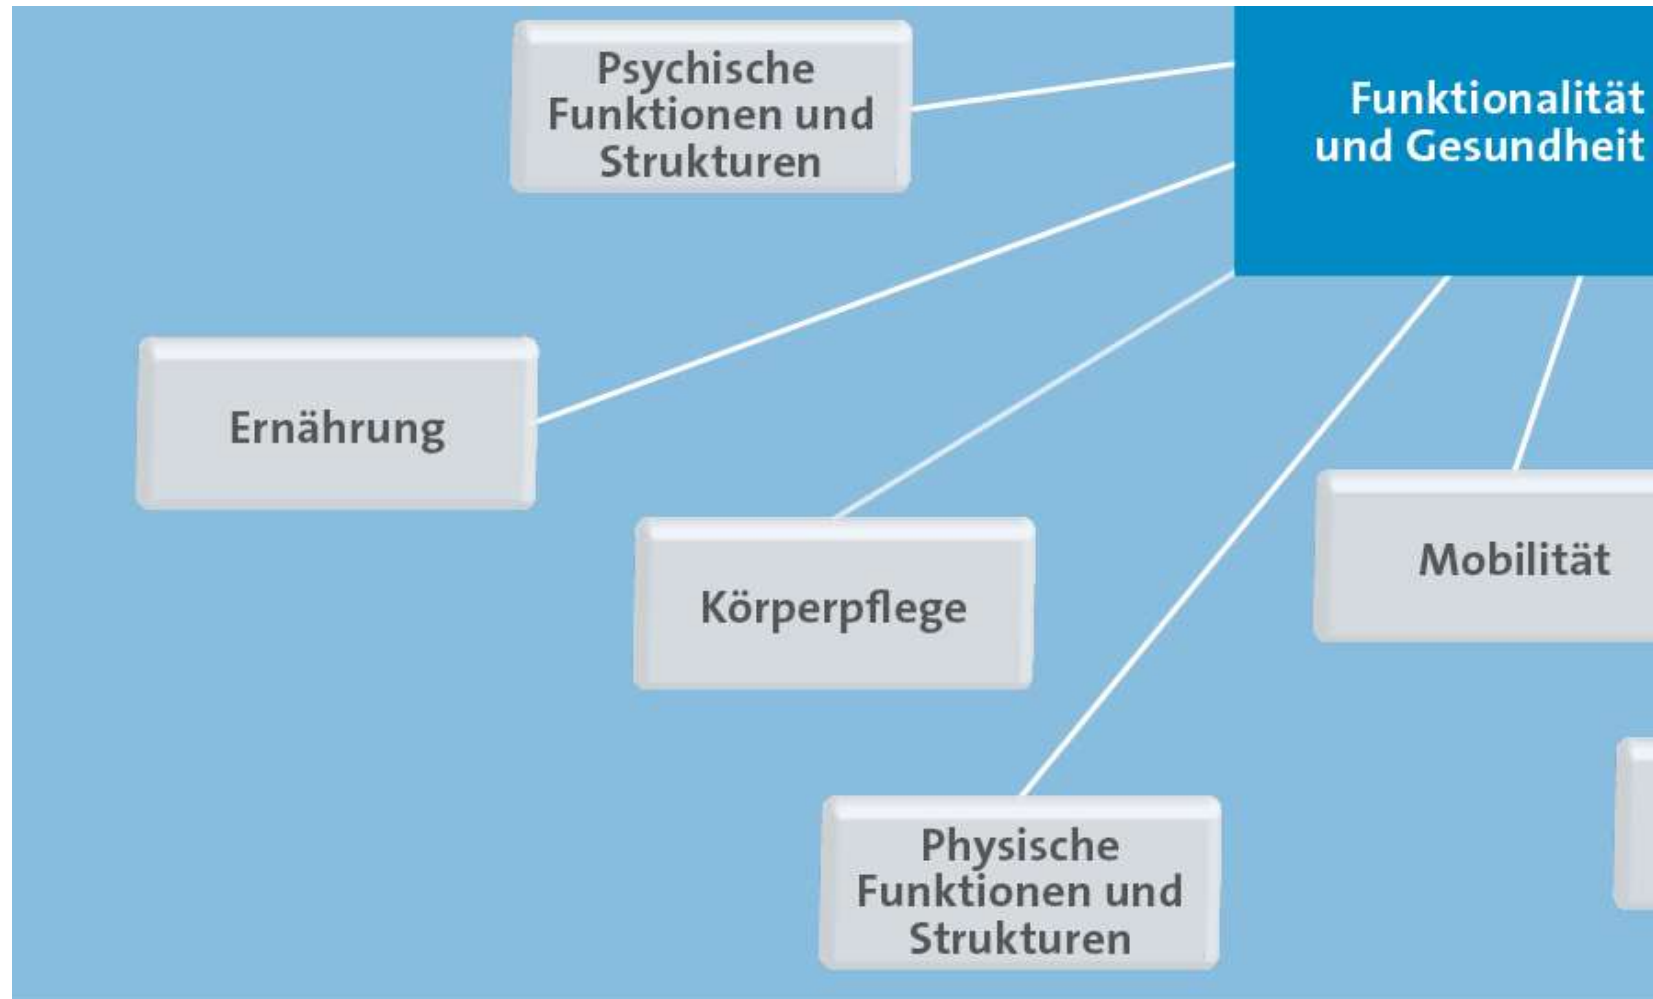 Psychische
Funktionen und
Strukturen
Funktionalität
und Gesundheit
Ernährung
Körperpflege
Mobilität
Physische
Funktionen und
Strukturen